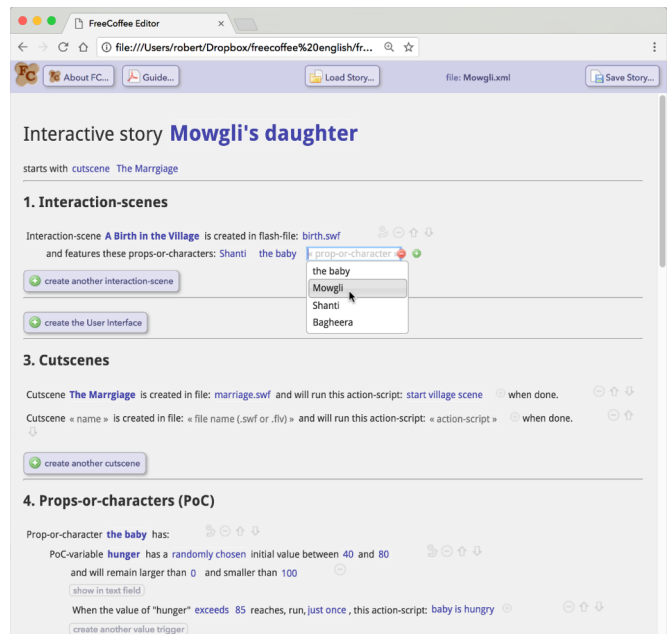 FreeCoffee Editor
file:///Users/robert/Dropbox/freecoffee%20english/fr...
FC About FC... Guide... Load Story... file: Mowgli.xml Save Story...
Interactive story Mowgli's daughter
starts with cutscene The Marrgiage
1. Interaction-scenes
Interaction-scene A Birth in the Village is created in flash-file: birth.swf
and features these props-or-characters: Shanti the baby « prop-or-character »
the baby
Mowgli
Shanti
Bagheera
create another interaction-scene
create the User Interface
3. Cutscenes
Cutscene The Marrgiage is created in file: marriage.swf and will run this action-script: start village scene when done.
Cutscene « name » is created in file: « file name (.swf or .flv) » and will run this action-script: « action-script » when done.
create another cutscene
4. Props-or-characters (PoC)
Prop-or-character the baby has:
PoC-variable hunger has a randomly chosen initial value between 40 and 80
and will remain larger than 0 and smaller than 100
show in text field
When the value of "hunger" exceeds 85 reaches, run, just once , this action-script: baby is hungry
create another value trigger